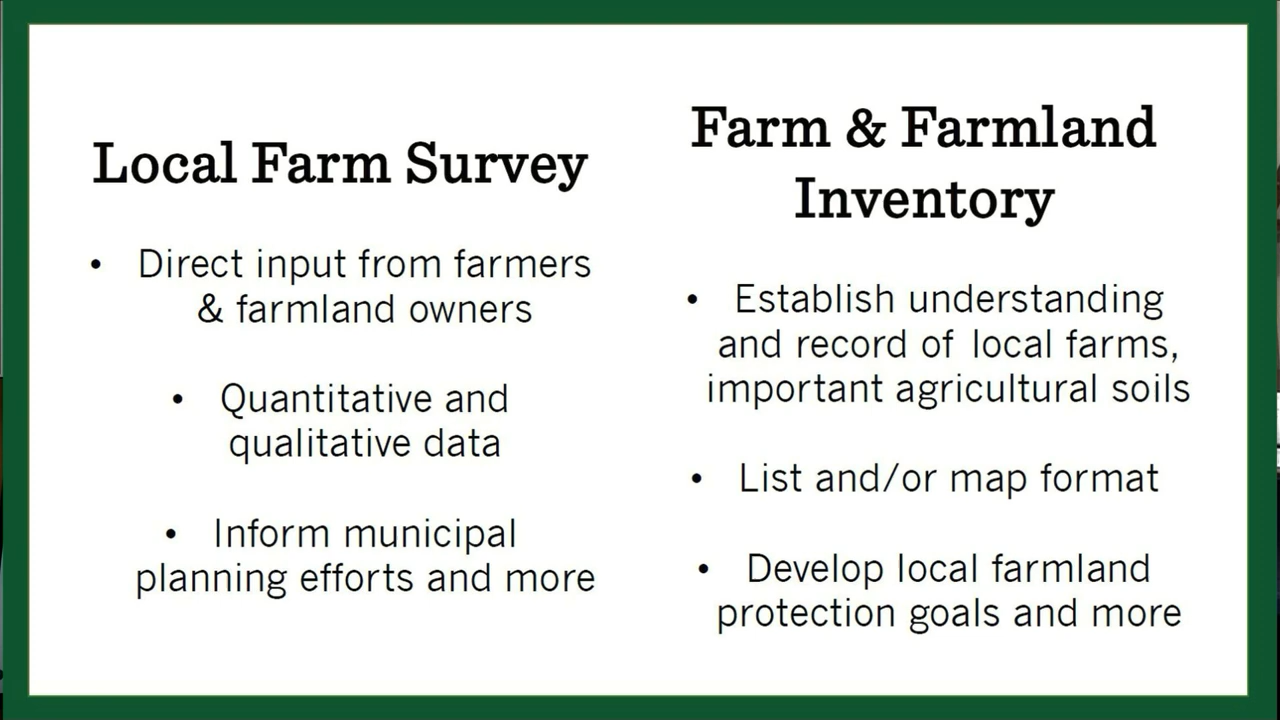 Local Farm Survey
• Direct input from farmers
& farmland owners
• Quantitative and
qualitative data
• Inform municipal
planning efforts and more
Farm & Farmland
Inventory
• Establish understanding
and record of local farms,
important agricultural soils
• List and/or map format
• Develop local farmland
protection goals and more